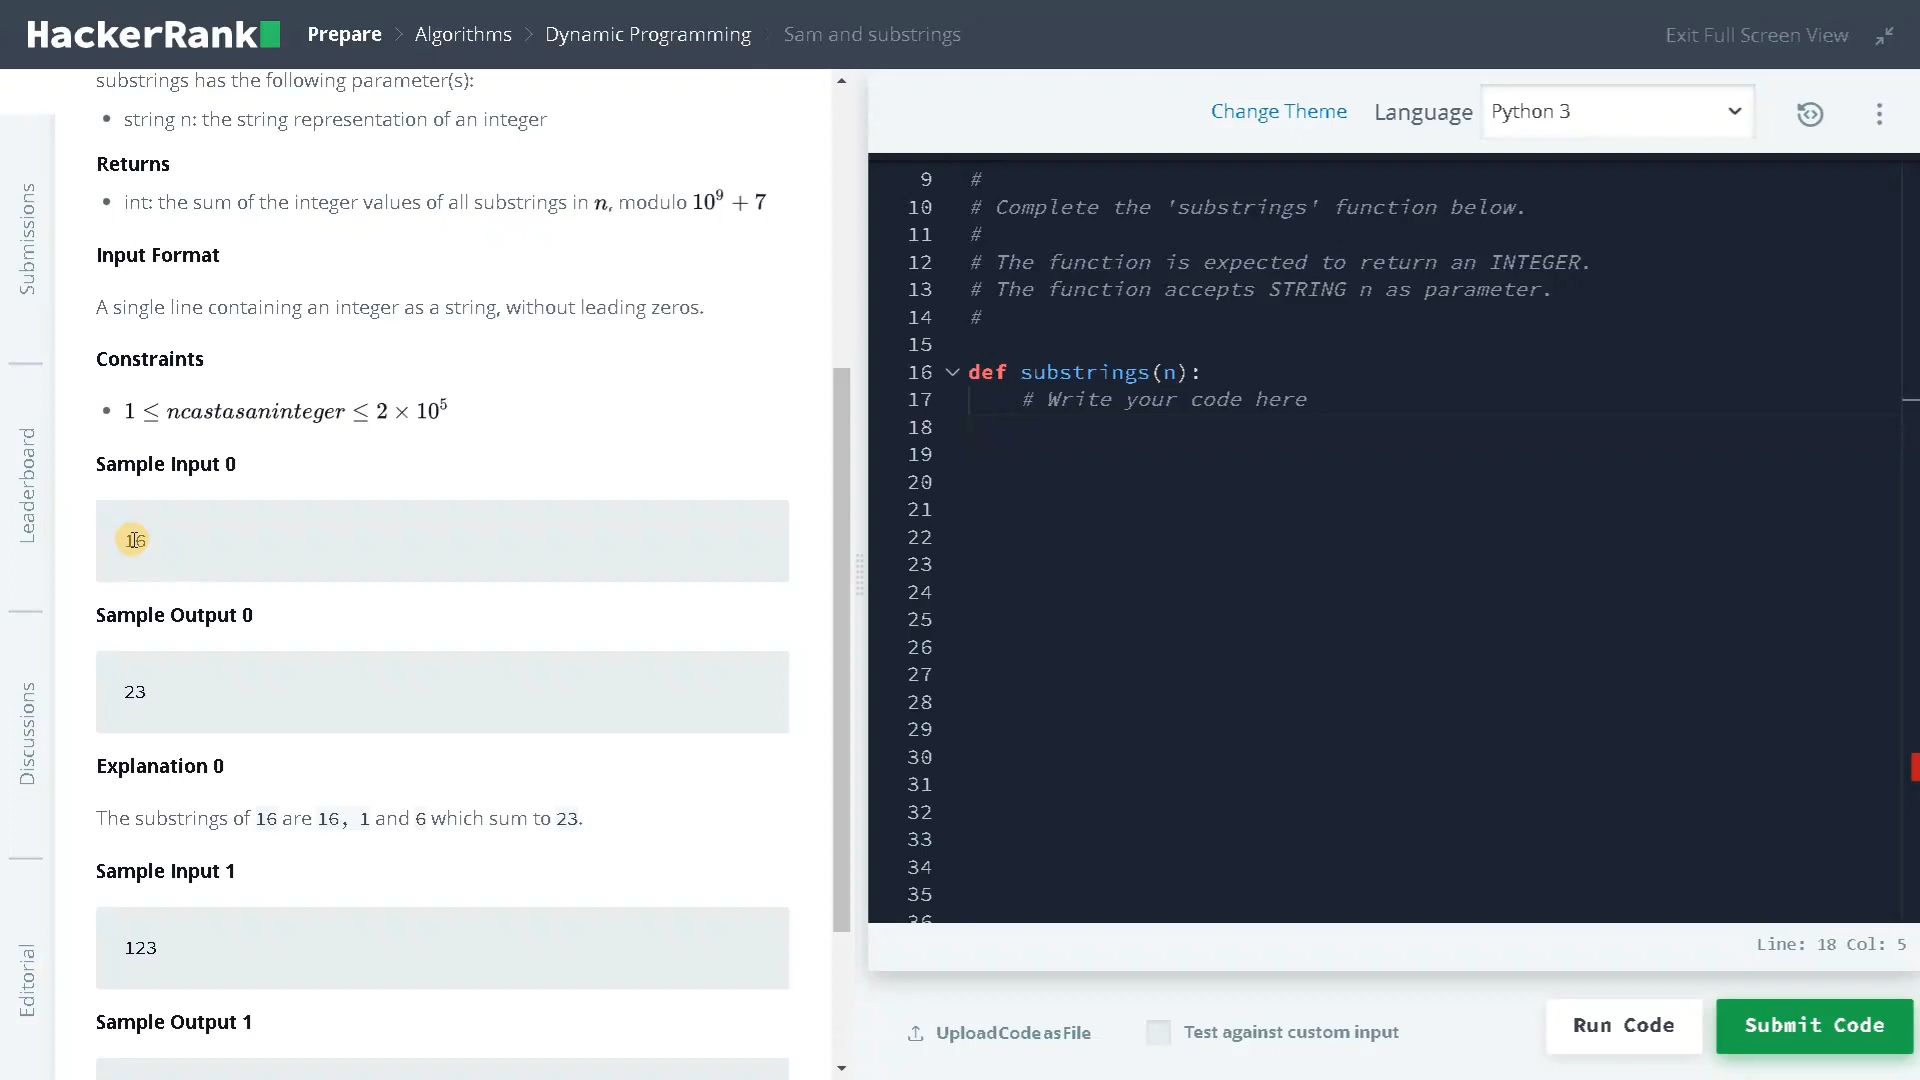 HackerRank Prepare > Algorithms > Dynamic Programming > Sam and substrings Exit Full Screen View
substrings has the following parameter(s):
• string n: the string representation of an integer
Returns
• int: the sum of the integer values of all substrings in n, modulo 10⁹ + 7
Input Format
A single line containing an integer as a string, without leading zeros.
Constraints
• 1 ≤ ncastasaninteger ≤ 2 × 10⁵
Sample Input 0
16
Sample Output 0
23
Explanation 0
The substrings of 16 are 16, 1 and 6 which sum to 23.
Sample Input 1
123
Sample Output 1
Submissions
Leaderboard
Discussions
Editorial
Change Theme Language Python 3
9 #
10 # Complete the 'substrings' function below.
11 #
12 # The function is expected to return an INTEGER.
13 # The function accepts STRING n as parameter.
14 #
15
16 def substrings(n):
17 # Write your code here
18
19
20
21
22
23
24
25
26
27
28
29
30
31
32
33
34
35
36
Line: 18 Col: 5
Upload Code as File Test against custom input Run Code Submit Code